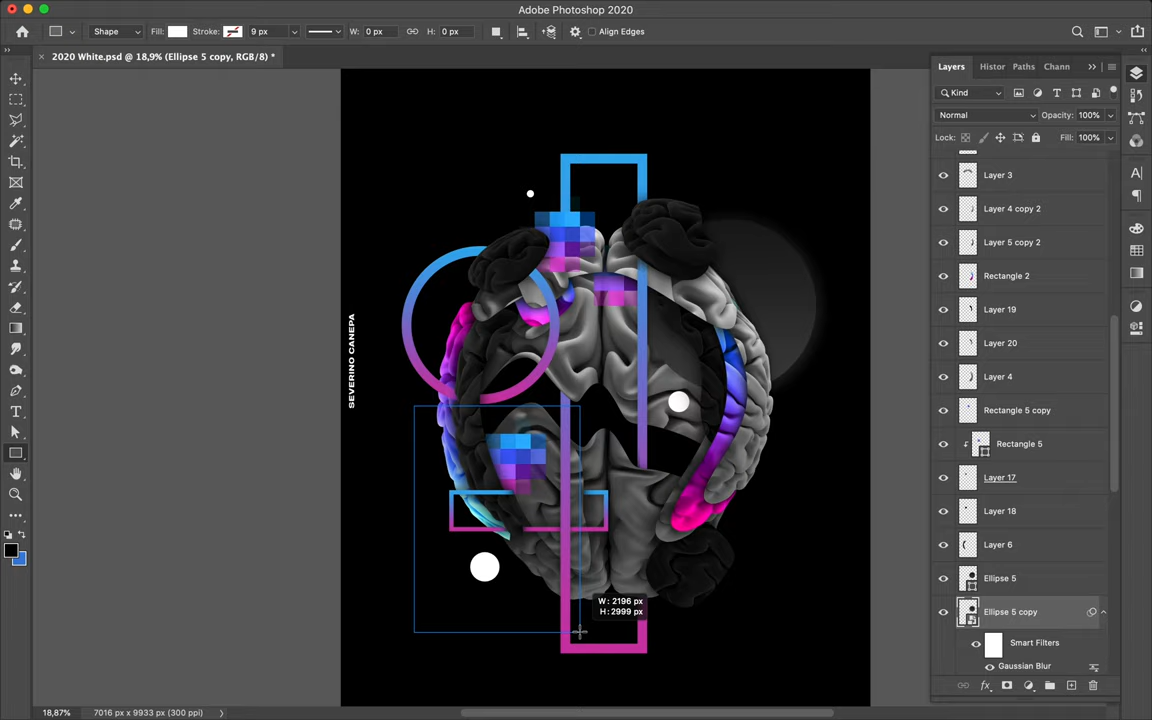 Adobe Photoshop 2020
Shape Fill: Stroke: 9 px W: 0 px H: 0 px Align Edges
2020 White.psd @ 18,9% (Ellipse 5 copy, RGB/8) *
Layers Histor Paths Chann
Kind
Normal Opacity: 100%
Lock: Fill: 100%
Layer 3
Layer 4 copy 2
Layer 5 copy 2
Rectangle 2
Layer 19
Layer 20
Layer 4
Rectangle 5 copy
Rectangle 5
Layer 17
Layer 18
Layer 6
Ellipse 5
Ellipse 5 copy
Smart Filters
Gaussian Blur
SEVERINO CANEPA
W: 2196 px
H: 2999 px
18,87% 7016 px x 9933 px (300 ppi)